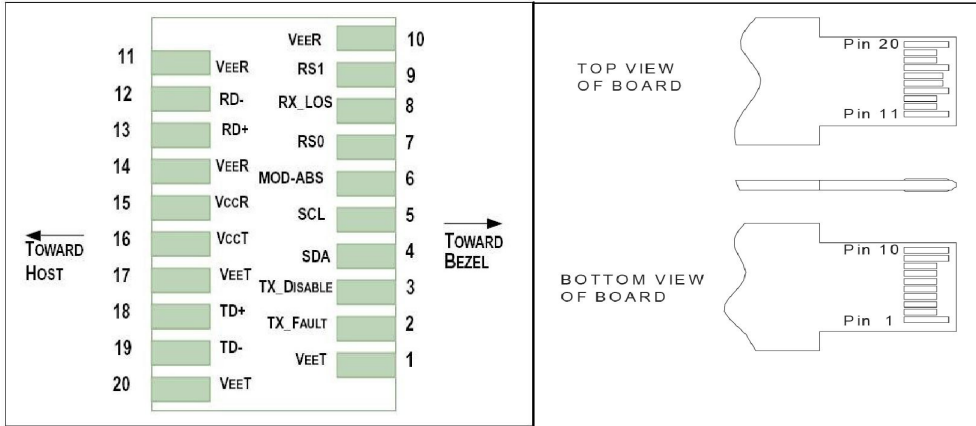 11 VEER
12 RD-
13 RD+
14 VEER
15 VCCR
16 VCCT
17 VEET
18 TD+
19 TD-
20 VEET
VEER 10
RS1 9
RX_LOS 8
RS0 7
MOD-ABS 6
SCL 5
SDA 4
TX_DISABLE 3
TX_FAULT 2
VEET 1
TOWARD
HOST
TOWARD
BEZEL
TOP VIEW
OF BOARD
Pin 20
Pin 11
BOTTOM VIEW
OF BOARD
Pin 10
Pin 1